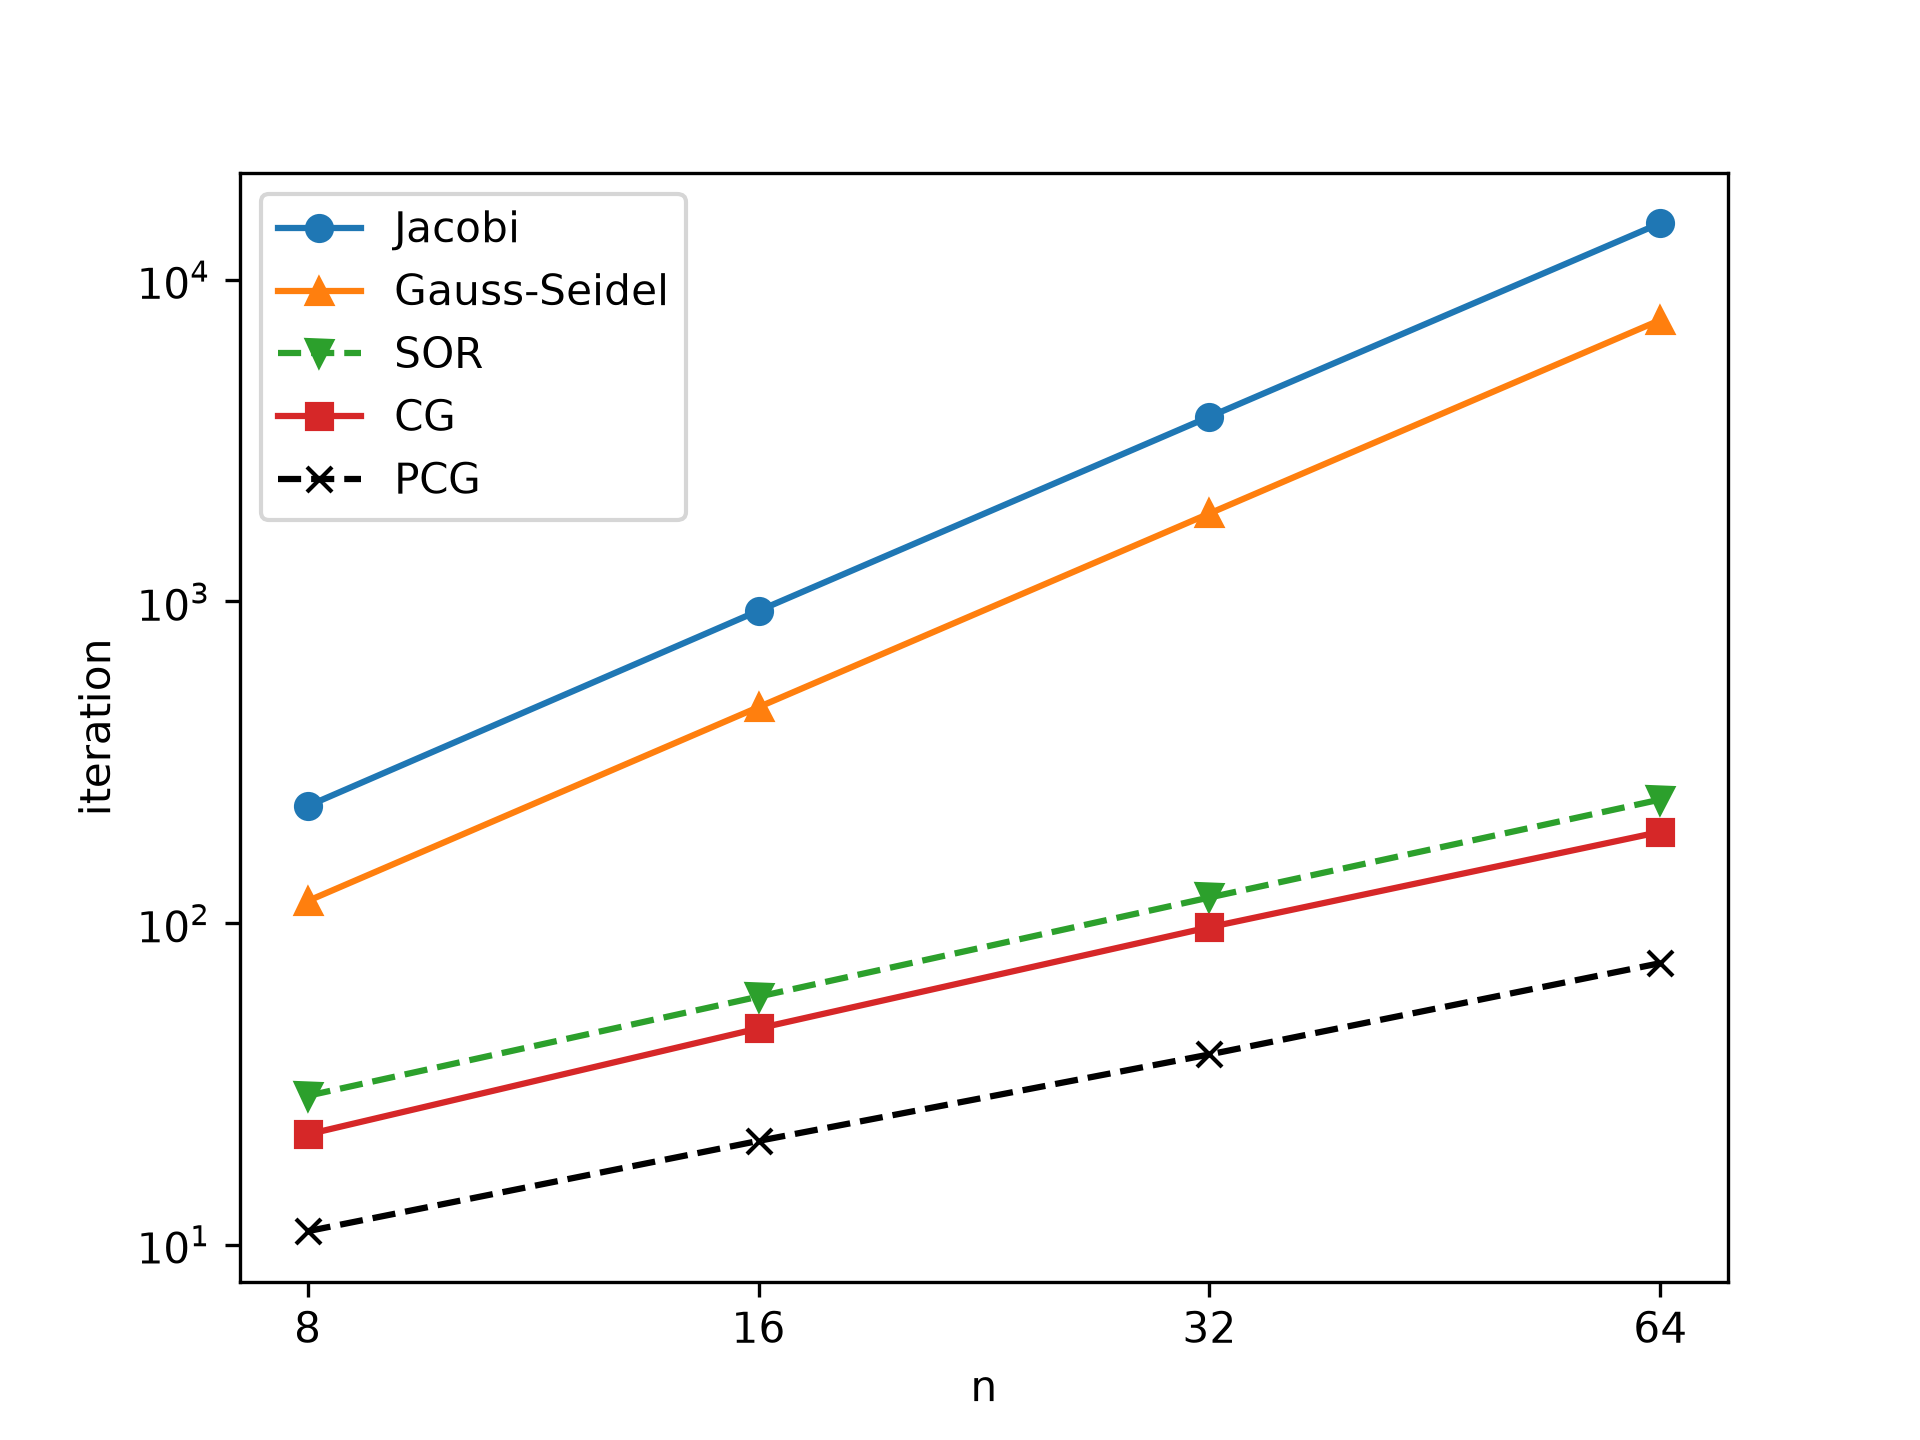 Jacobi
Gauss-Seidel
SOR
CG
PCG
10⁴
10³
10²
10¹
iteration
8 16 32 64
n